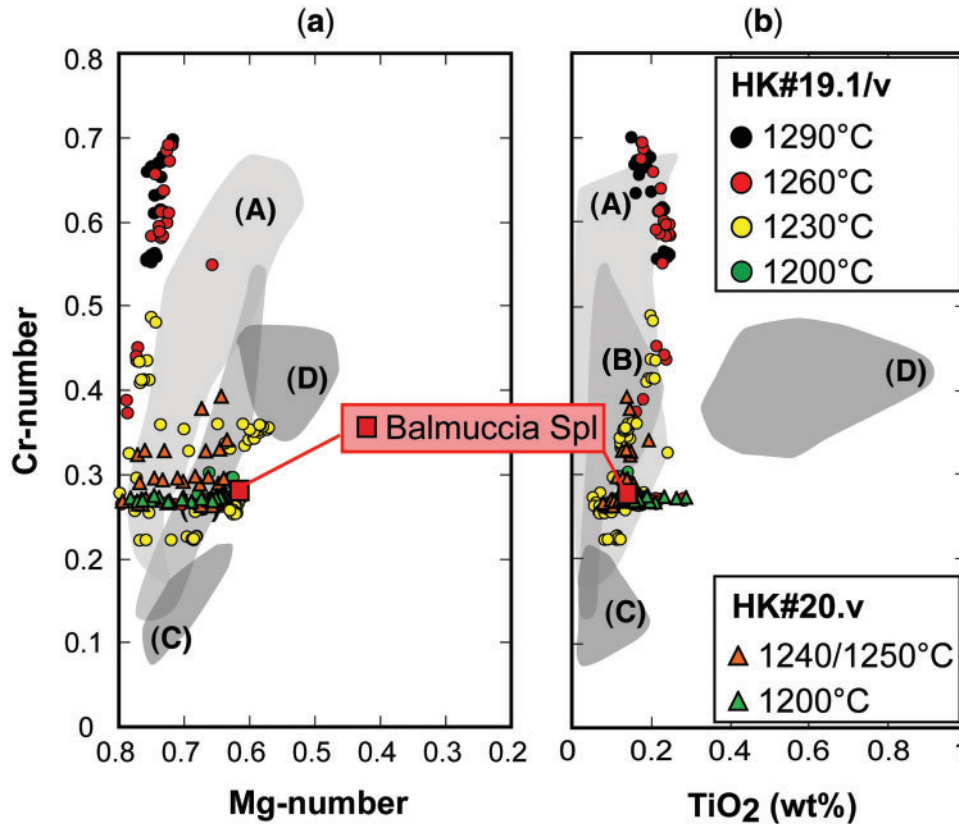 (a)
(b)
0.8
0.7
0.6
0.5
0.4
0.3
0.2
0.1
0
Cr-number
(A)
(D)
(C)
0.8 0.7 0.6 0.5 0.4 0.3 0.2
Mg-number
Balmuccia Spl
(A)
(B)
(C)
(D)
HK#19.1/v
1290°C
1260°C
1230°C
1200°C
HK#20.v
1240/1250°C
1200°C
0 0.2 0.4 0.6 0.8 1
TiO₂ (wt%)